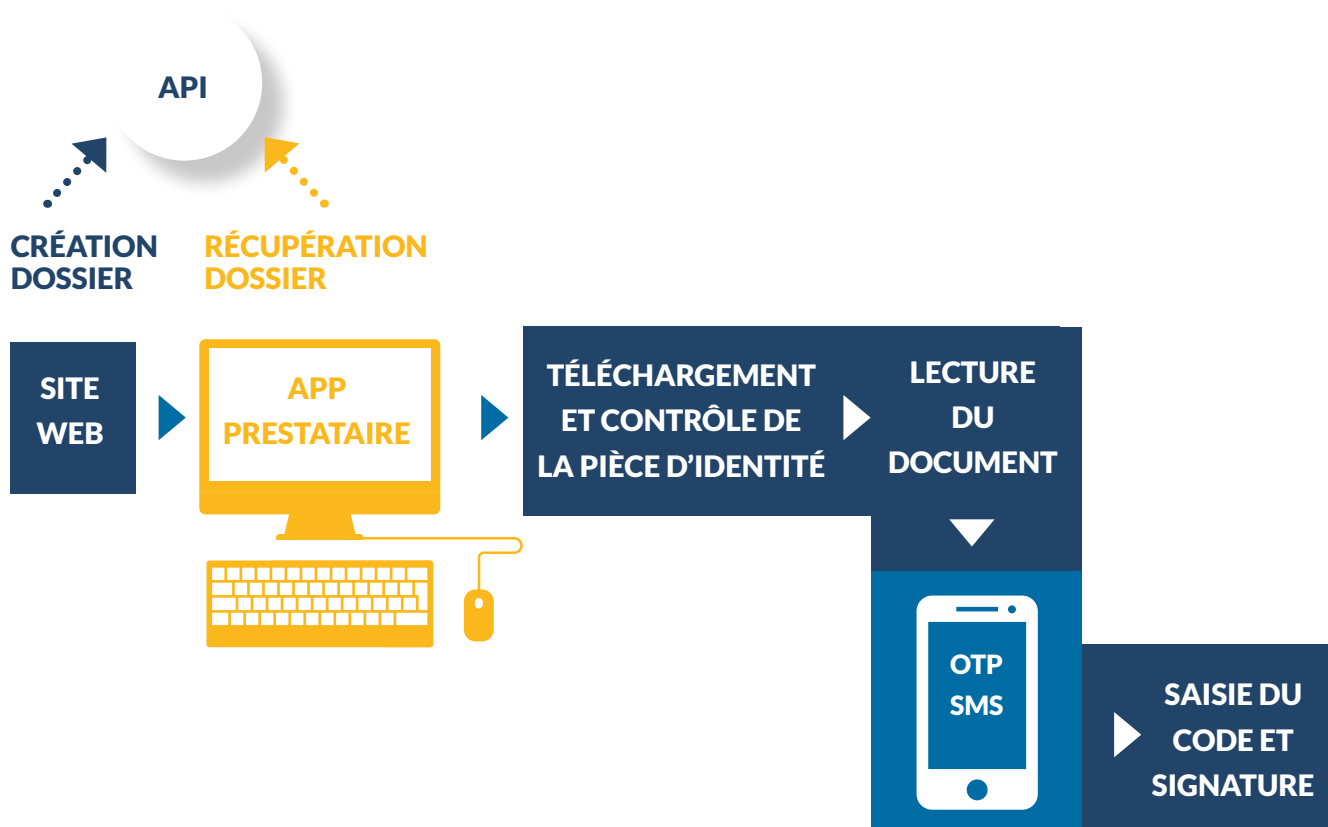 API
CRÉATION
DOSSIER
RÉCUPÉRATION
DOSSIER
SITE
WEB
APP
PRESTATAIRE
TÉLÉCHARGEMENT
ET CONTRÔLE DE
LA PIÈCE D’IDENTITÉ
LECTURE
DU
DOCUMENT
OTP
SMS
SAISIE DU
CODE ET
SIGNATURE